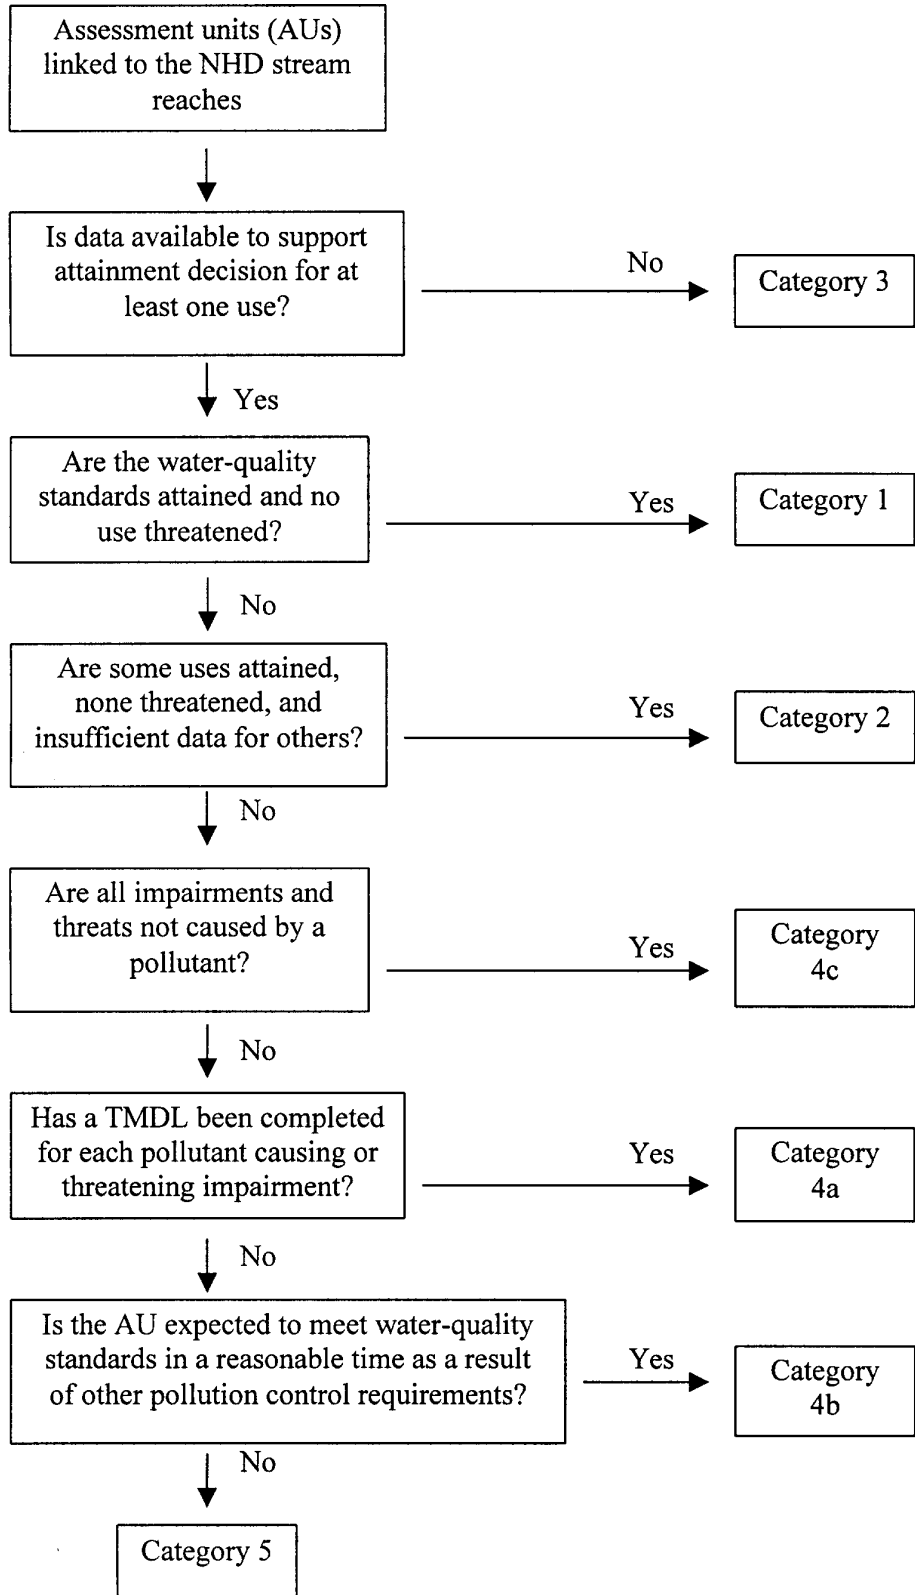 Assessment units (AUs)
linked to the NHD stream
reaches
Is data available to support
attainment decision for at
least one use?
No
Category 3
Yes
Are the water-quality
standards attained and no
use threatened?
Yes
Category 1
No
Are some uses attained,
none threatened, and
insufficient data for others?
Yes
Category 2
No
Are all impairments and
threats not caused by a
pollutant?
Yes
Category
4c
No
Has a TMDL been completed
for each pollutant causing or
threatening impairment?
Yes
Category
4a
No
Is the AU expected to meet water-quality
standards in a reasonable time as a result
of other pollution control requirements?
Yes
Category
4b
No
Category 5